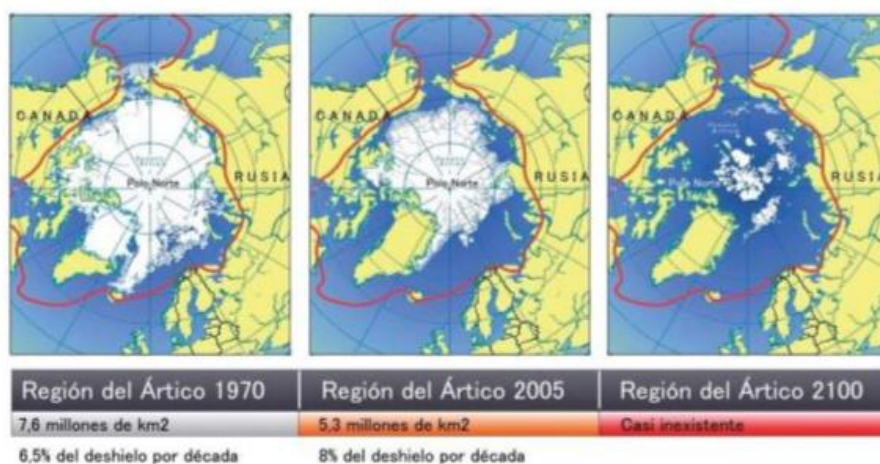 CANADA
RUSIA
Polo Norte
CANADA
RUSIA
Polo Norte
CANADA
RUSIA
Polo Norte
Región del Ártico 1970
Región del Ártico 2005
Región del Ártico 2100
7,6 millones de km2
5,3 millones de km2
Casi inexistente
6,5% del deshielo por década
8% del deshielo por década